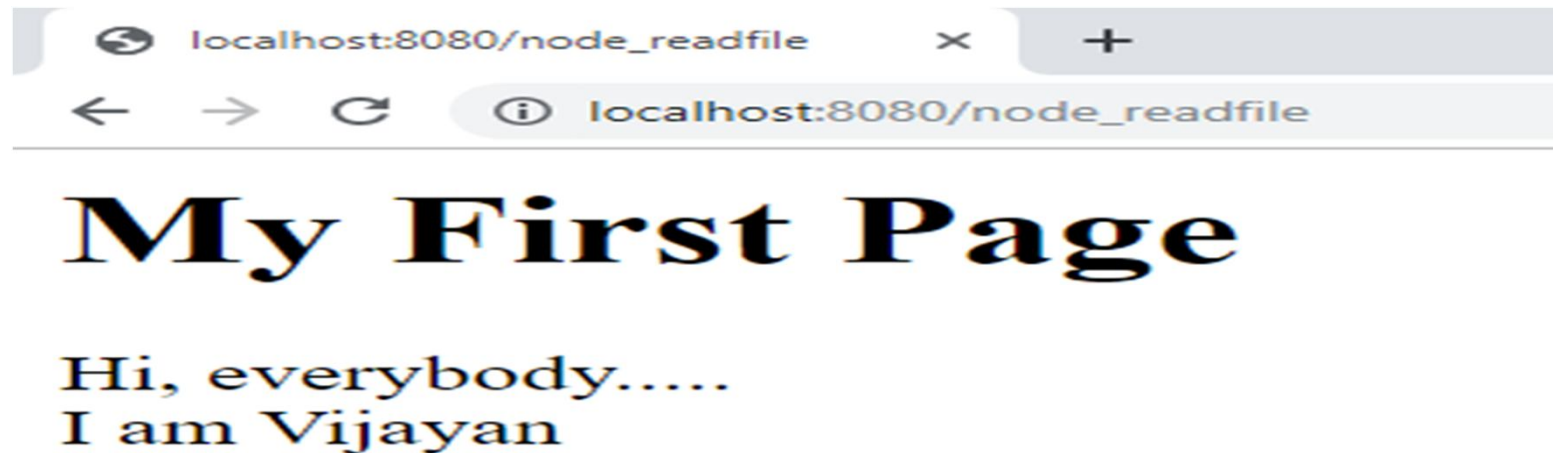 localhost:8080/node_readfile
localhost:8080/node_readfile
My First Page
Hi, everybody.....
I am Vijayan